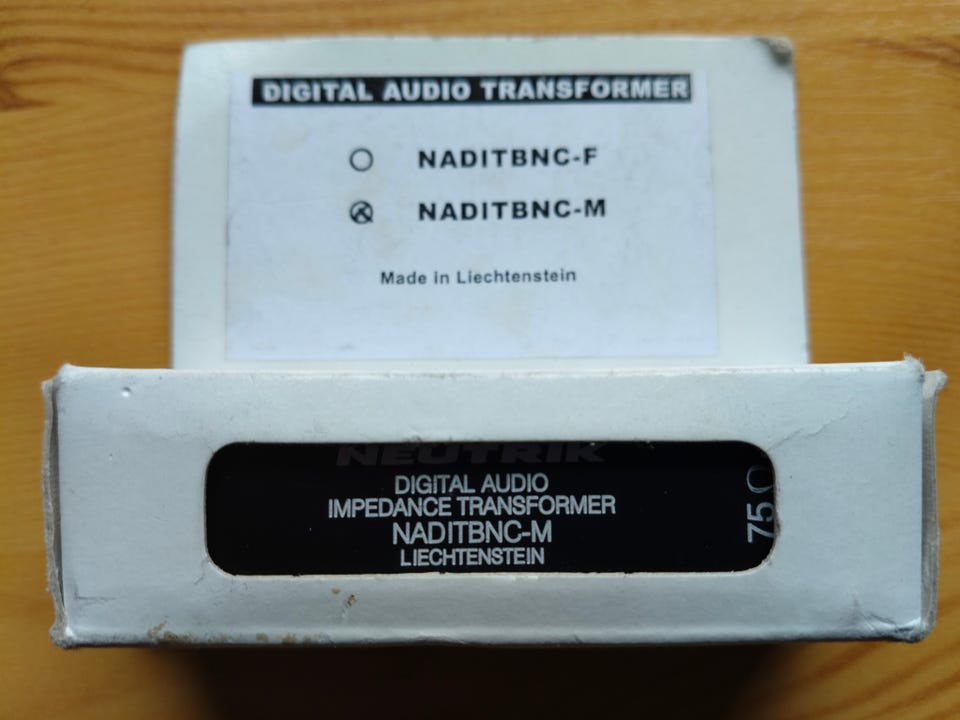 DIGITAL AUDIO TRANSFORMER
NADITBNC-F
NADITBNC-M
Made in Liechtenstein
NEUTRIK
DIGITAL AUDIO
IMPEDANCE TRANSFORMER
NADITBNC-M
LIECHTENSTEIN
75Ω